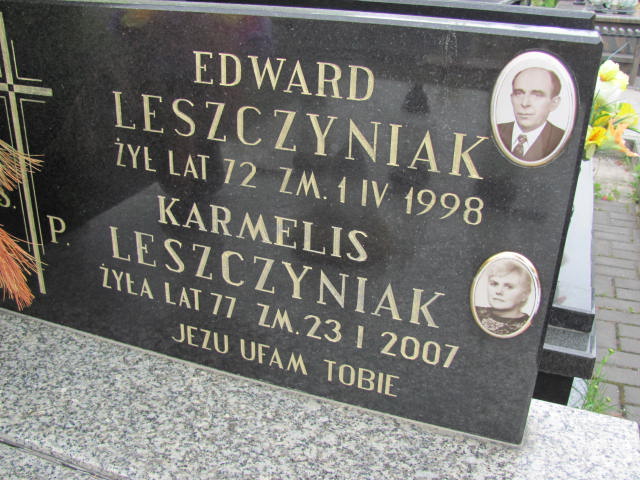 EDWARD
LESZCZYNIAK
ŻYŁ LAT 72 ZM. 1 IV 1998
KARMELIS
LESZCZYNIAK
ŻYŁA LAT 77 ZM. 23 I 2007
JEZU UFAM TOBIE
Ś. P.